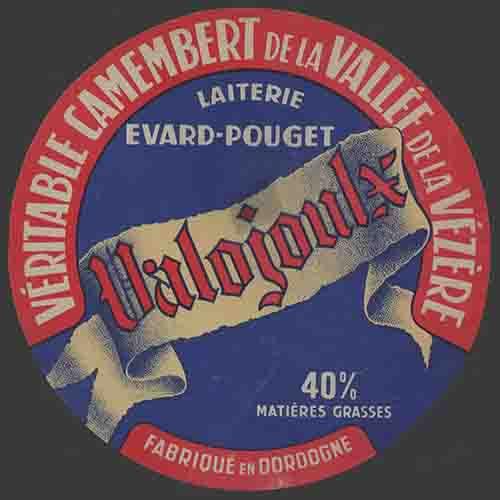 VÉRITABLE CAMEMBERT DE LA VALLÉE DE LA VÉZÈRE
LAITERIE
EVARD-POUGET
Valojoulx
40%
MATIÈRES GRASSES
FABRIQUÉ EN DORDOGNE